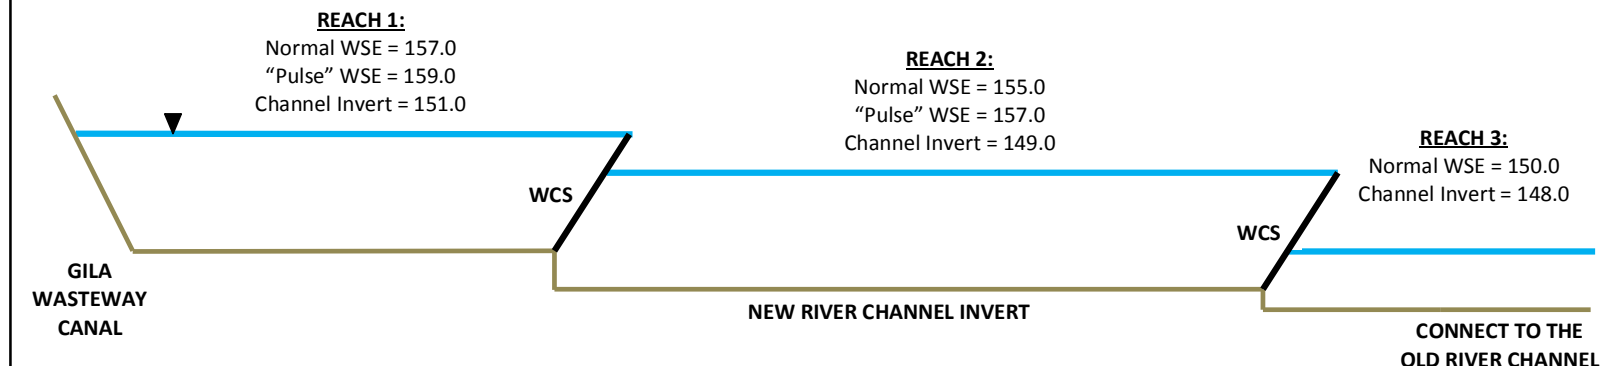 REACH 1:
Normal WSE = 157.0
“Pulse” WSE = 159.0
Channel Invert = 151.0
REACH 2:
Normal WSE = 155.0
“Pulse” WSE = 157.0
Channel Invert = 149.0
REACH 3:
Normal WSE = 150.0
Channel Invert = 148.0
WCS
WCS
GILA
WASTEWAY
CANAL
NEW RIVER CHANNEL INVERT
CONNECT TO THE
OLD RIVER CHANNEL